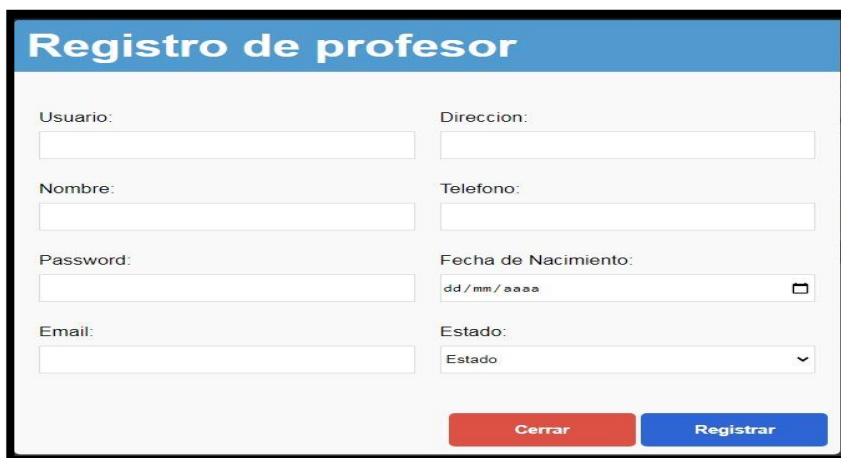 Registro de profesor
Usuario:
Direccion:
Nombre:
Telefono:
Password:
Fecha de Nacimiento:
dd/mm/aaaa
Email:
Estado:
Estado
Cerrar
Registrar